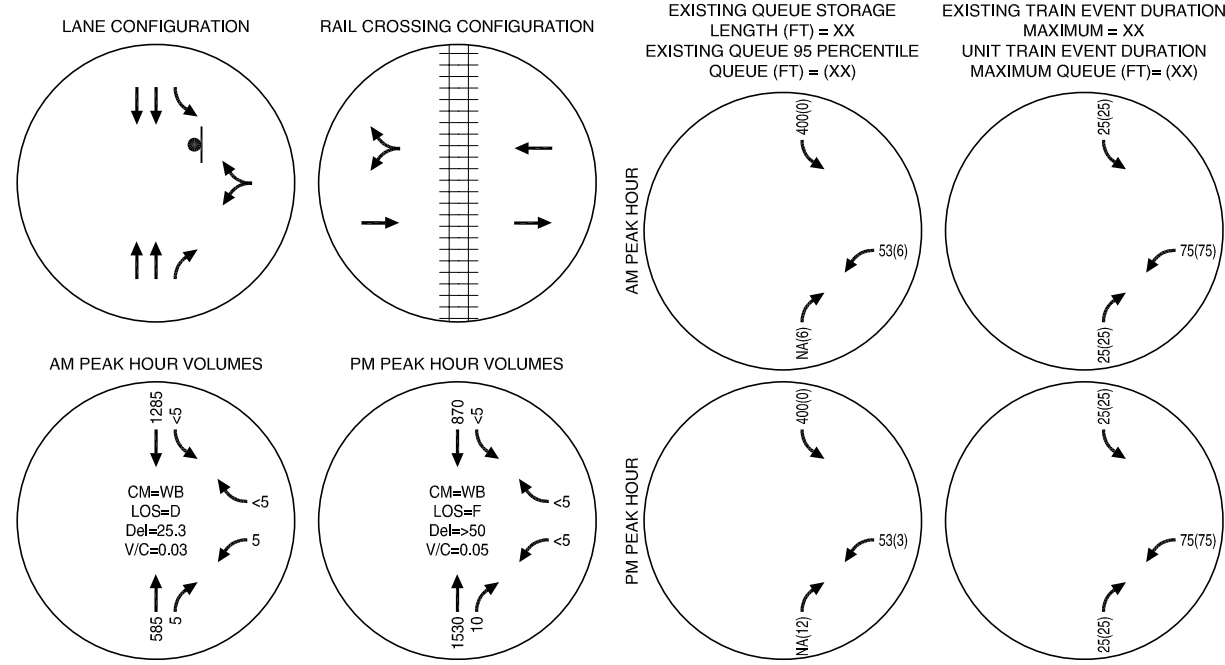 LANE CONFIGURATION
RAIL CROSSING CONFIGURATION
EXISTING QUEUE STORAGE
LENGTH (FT) = XX
EXISTING QUEUE 95 PERCENTILE
QUEUE (FT) = (XX)
EXISTING TRAIN EVENT DURATION
MAXIMUM = XX
UNIT TRAIN EVENT DURATION
MAXIMUM QUEUE (FT)= (XX)
AM PEAK HOUR
400(0)
53(6)
NA(6)
25(25)
75(75)
25(25)
AM PEAK HOUR VOLUMES
1285
<5
CM=WB
LOS=D
Del=25.3
V/C=0.03
<5
5
585
5
PM PEAK HOUR VOLUMES
870
<5
CM=WB
LOS=F
Del=>50
V/C=0.05
<5
<5
1530
10
PM PEAK HOUR
400(0)
53(3)
NA(12)
25(25)
75(75)
25(25)